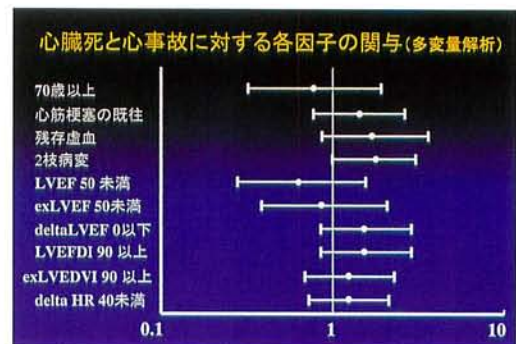 心臓死と心事故に対する各因子の関与(多変量解析)
70歳以上
心筋梗塞の既往
残存虚血
2枝病変
LVEF 50 未満
exLVEF 50未満
deltaLVEF 0以下
LVEFDI 90 以上
exLVEDVI 90 以上
delta HR 40未満
0.1 1 10